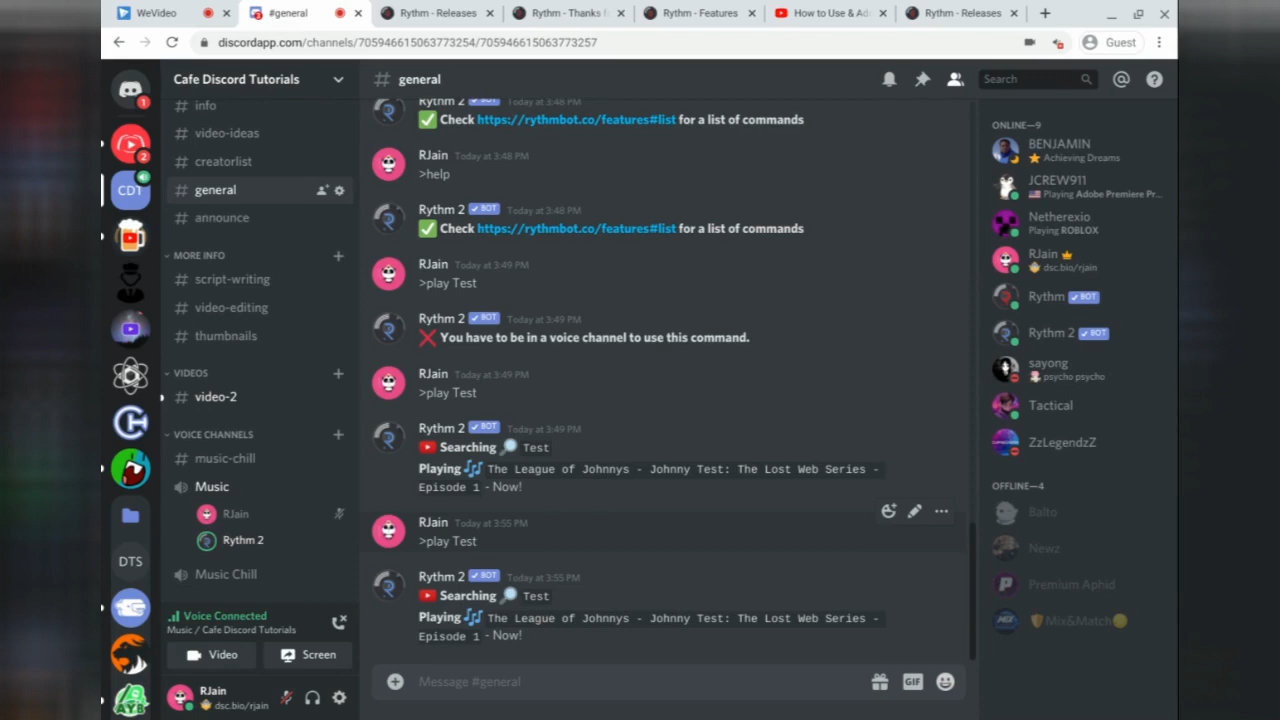 WeVideo
#general
Rythm - Releases
Rythm - Thanks f
Rythm - Features
How to Use & Ad
Rythm - Releases
discordapp.com/channels/705946615063773254/705946615063773257
Guest
1
2
CDT
DTS
AYB
Cafe Discord Tutorials
info
video-ideas
creatorlist
general
announce
MORE INFO
script-writing
video-editing
thumbnails
VIDEOS
video-2
VOICE CHANNELS
music-chill
Music
RJain
Rythm 2
Music Chill
Voice Connected
Music / Cafe Discord Tutorials
Video
Screen
RJain
dsc.bio/rjain
# general
Search
Rythm 2 BOT Today at 3:48 PM
Check https://rythmbot.co/features#list for a list of commands
RJain Today at 3:48 PM
>help
Rythm 2 BOT Today at 3:48 PM
Check https://rythmbot.co/features#list for a list of commands
RJain Today at 3:49 PM
>play Test
Rythm 2 BOT Today at 3:49 PM
You have to be in a voice channel to use this command.
RJain Today at 3:49 PM
>play Test
Rythm 2 BOT Today at 3:49 PM
Searching Test
Playing The League of Johnnys - Johnny Test: The Lost Web Series -
Episode 1 - Now!
RJain Today at 3:55 PM
>play Test
Rythm 2 BOT Today at 3:55 PM
Searching Test
Playing The League of Johnnys - Johnny Test: The Lost Web Series -
Episode 1 - Now!
Message #general
GIF
ONLINE—9
BENJAMIN
Achieving Dreams
JCREW911
Playing Adobe Premiere Pr...
Netherexio
Playing ROBLOX
RJain
dsc.bio/rjain
Rythm BOT
Rythm 2 BOT
sayong
psycho psycho
Tactical
ZzLegendzZ
OFFLINE—4
Balto
Newz
Premium Aphid
Mix&Match